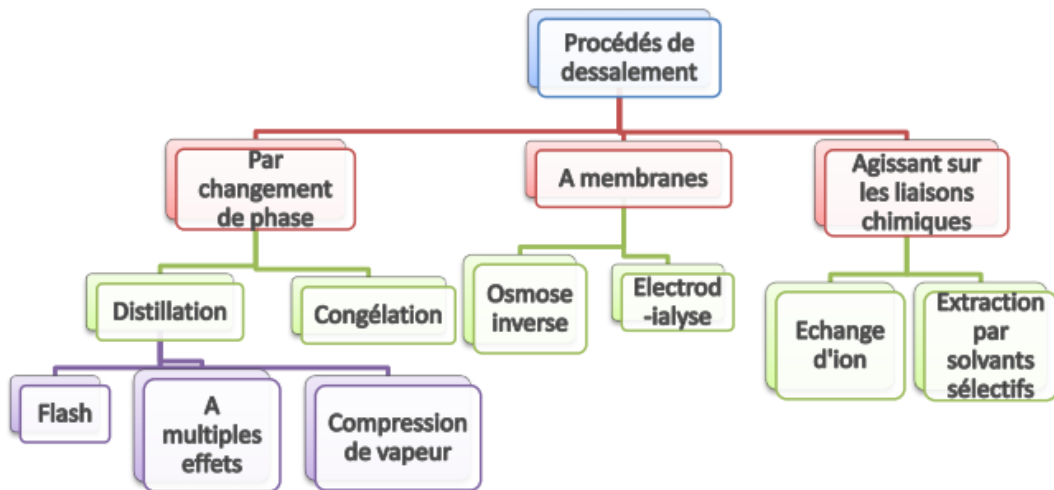 Procédés de
dessalement
Par
changement
de phase
A membranes
Agissant sur
les liaisons
chimiques
Distillation
Congélation
Osmose
inverse
Electrod
-ialyse
Echange
d'ion
Extraction
par
solvants
sélectifs
Flash
A
multiples
effets
Compression
de vapeur